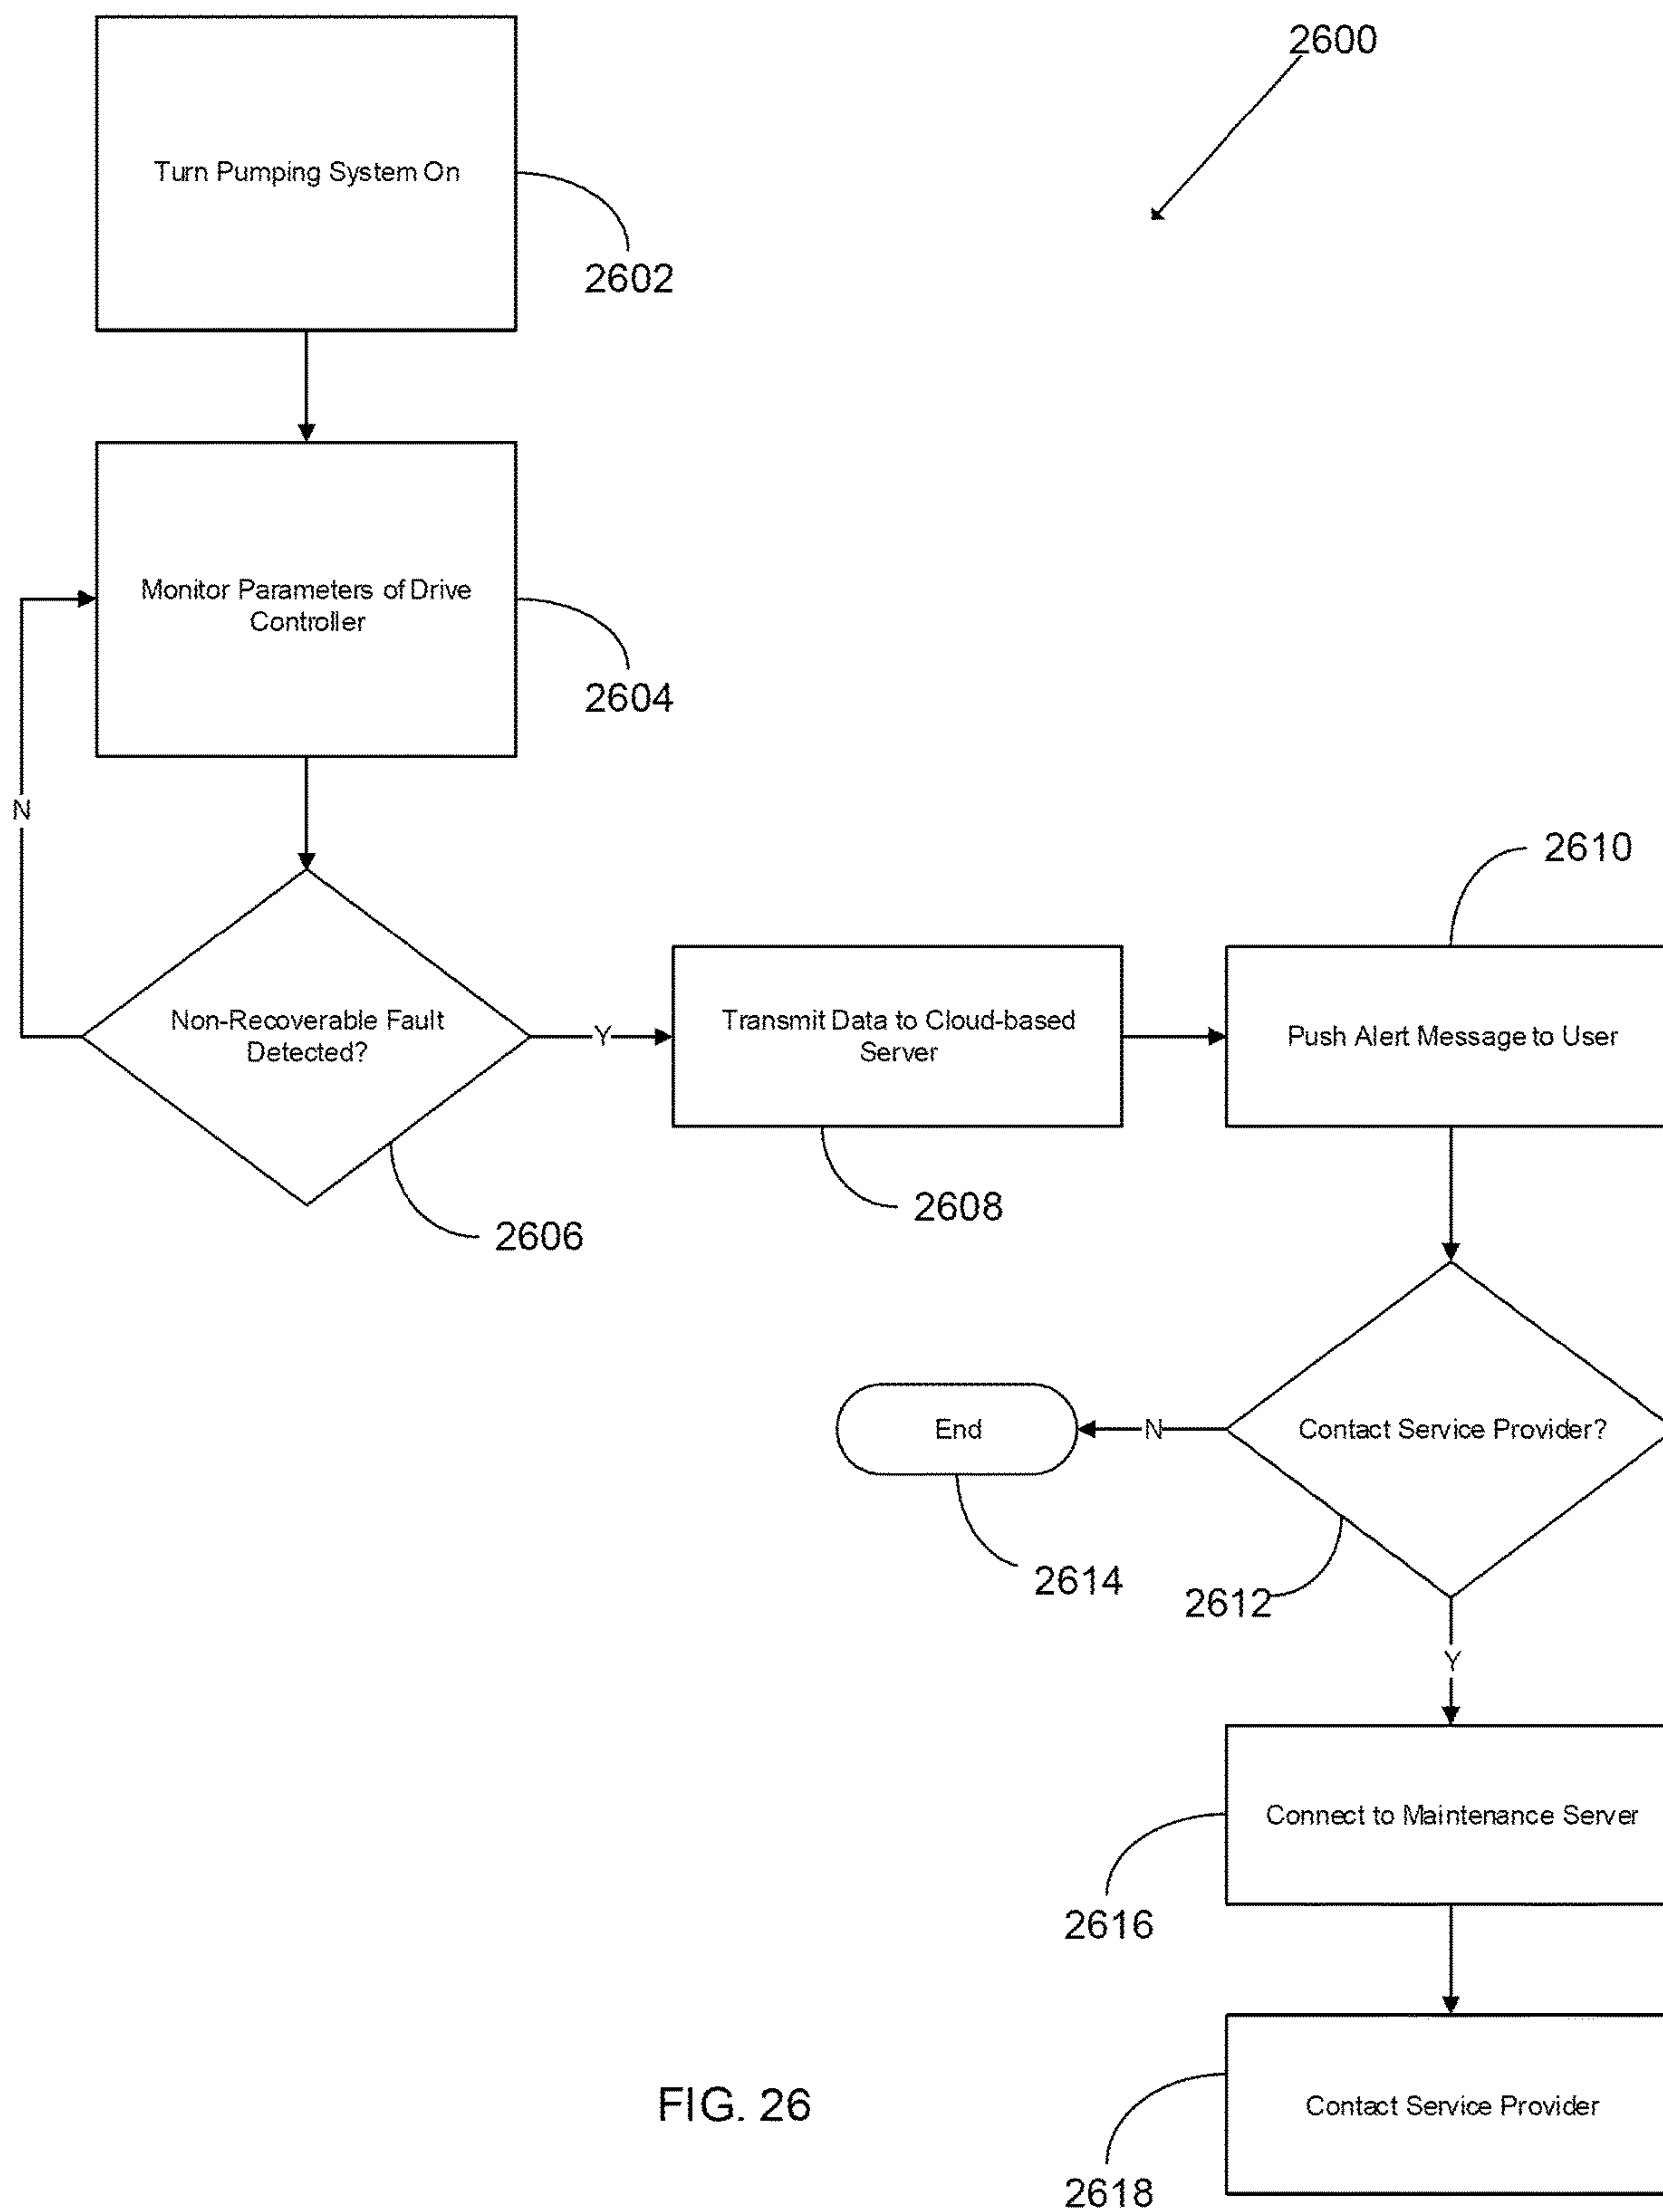 2600
Turn Pumping System On
2602
Monitor Parameters of Drive
Controller
2604
N
2610
Non-Recoverable Fault
Detected?
Y
Transmit Data to Cloud-based
Server
Push Alert Message to User
2606
2608
End
N
Contact Service Provider?
2614
2612
Y
Connect to Maintenance Server
2616
Contact Service Provider
2618
FIG. 26